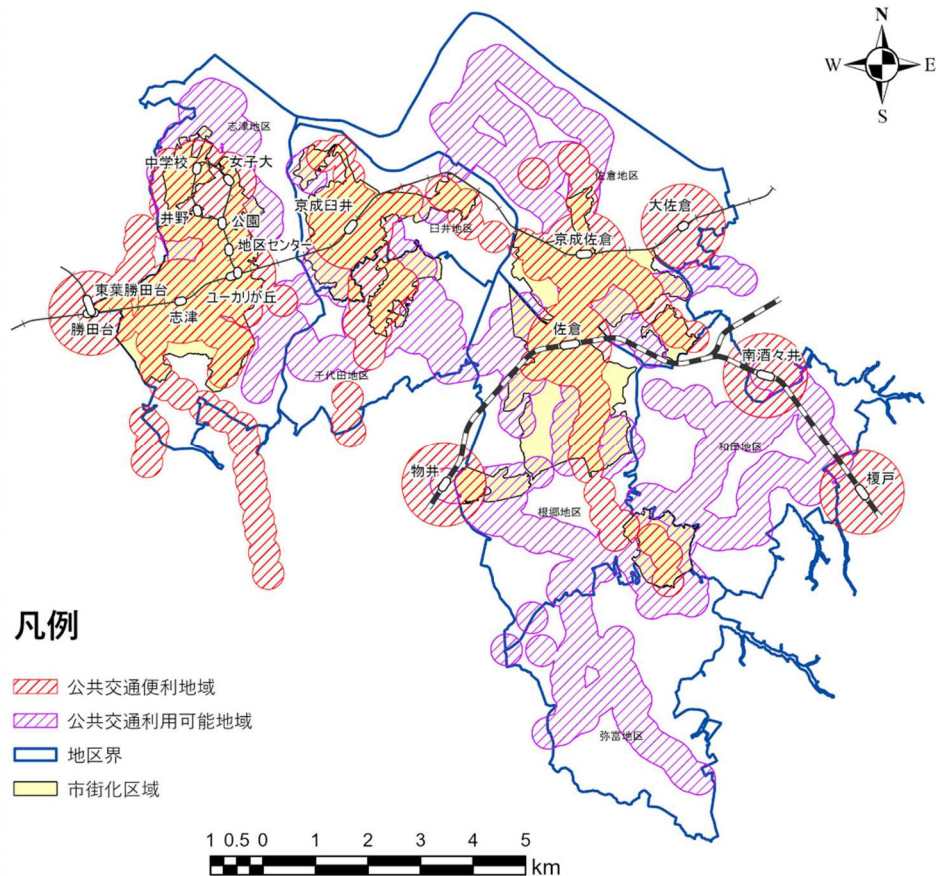 N
W
E
S
志津地区
中学校
女子大
井野
公園
地区センター
京成臼井
臼井地区
佐倉地区
大佐倉
京成佐倉
東葉勝田台
ユーカリが丘
勝田台
志津
佐倉
千代田地区
南酒々井
和田地区
物井
榎戸
根郷地区
弥富地区
凡例
公共交通便利地域
公共交通利用可能地域
地区界
市街化区域
1 0.5 0 1 2 3 4 5
km